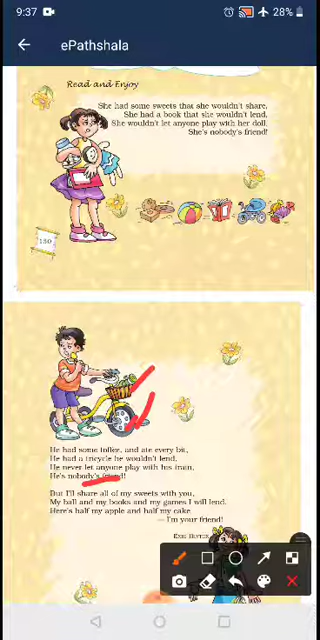 9:37
28%
ePathshala
Read and Enjoy
She had some sweets that she wouldn't share,
She had a book that she wouldn't lend,
She wouldn't let anyone play with her doll,
She's nobody's friend!
150
He had some toffee, and ate every bit,
He had a tricycle he wouldn't lend,
He never let anyone play with his train,
He's nobody's friend!
But I'll share all of my sweets with you,
My ball and my books and my games I will lend,
Here's half my apple and half my cake
— I'm your friend!
ENID BLYTON